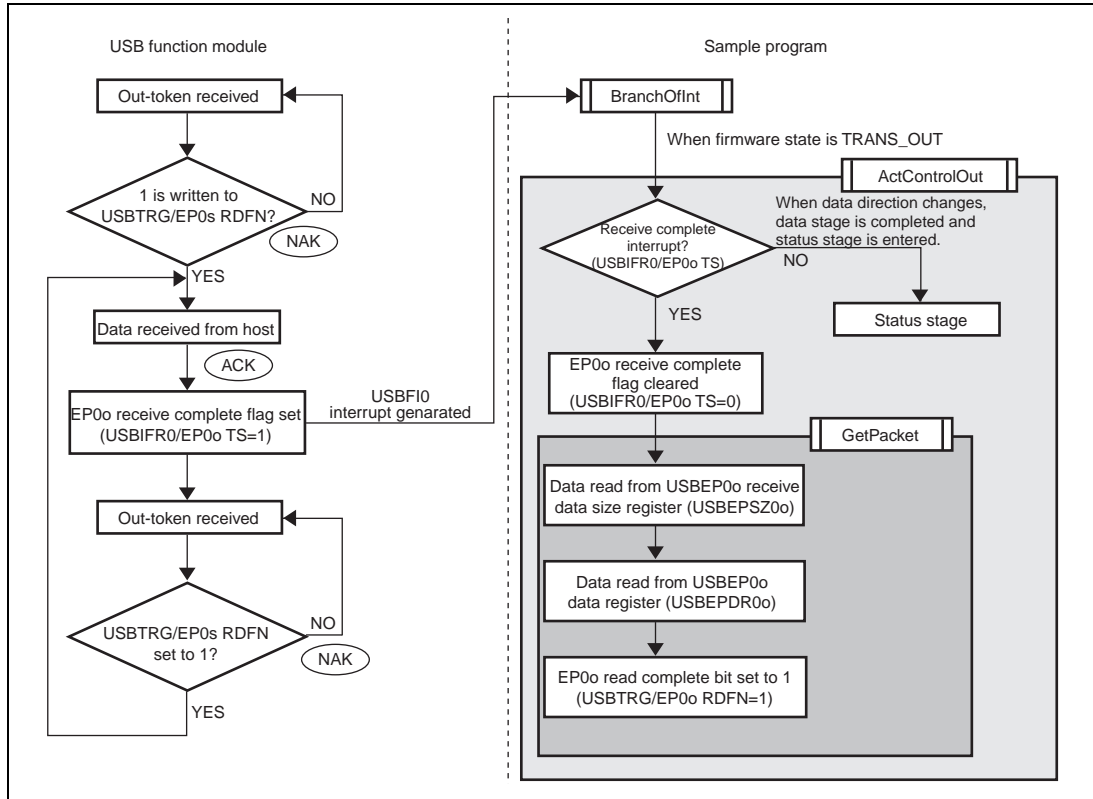 USB function module
Sample program
Out-token received
1 is written to
USBTRG/EP0s RDFN?
NO
NAK
YES
Data received from host
ACK
EP0o receive complete flag set
(USBIFR0/EP0o TS=1)
USBFI0
interrupt genarated
Out-token received
USBTRG/EP0s RDFN
set to 1?
NO
NAK
YES
BranchOfInt
When firmware state is TRANS_OUT
ActControlOut
When data direction changes,
data stage is completed and
status stage is entered.
Receive complete
interrupt?
(USBIFR0/EP0o TS)
NO
YES
Status stage
EP0o receive complete
flag cleared
(USBIFR0/EP0o TS=0)
GetPacket
Data read from USBEP0o receive
data size register (USBEPSZ0o)
Data read from USBEP0o
data register (USBEPDR0o)
EP0o read complete bit set to 1
(USBTRG/EP0o RDFN=1)